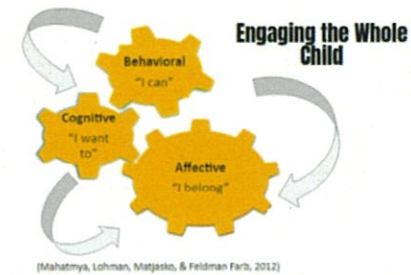 Engaging the Whole
Child
Behavioral
"I can"
Cognitive
"I want
to"
Affective
"I belong"
(Mahatmya, Lohman, Matjasko, & Feldman Farb, 2012)